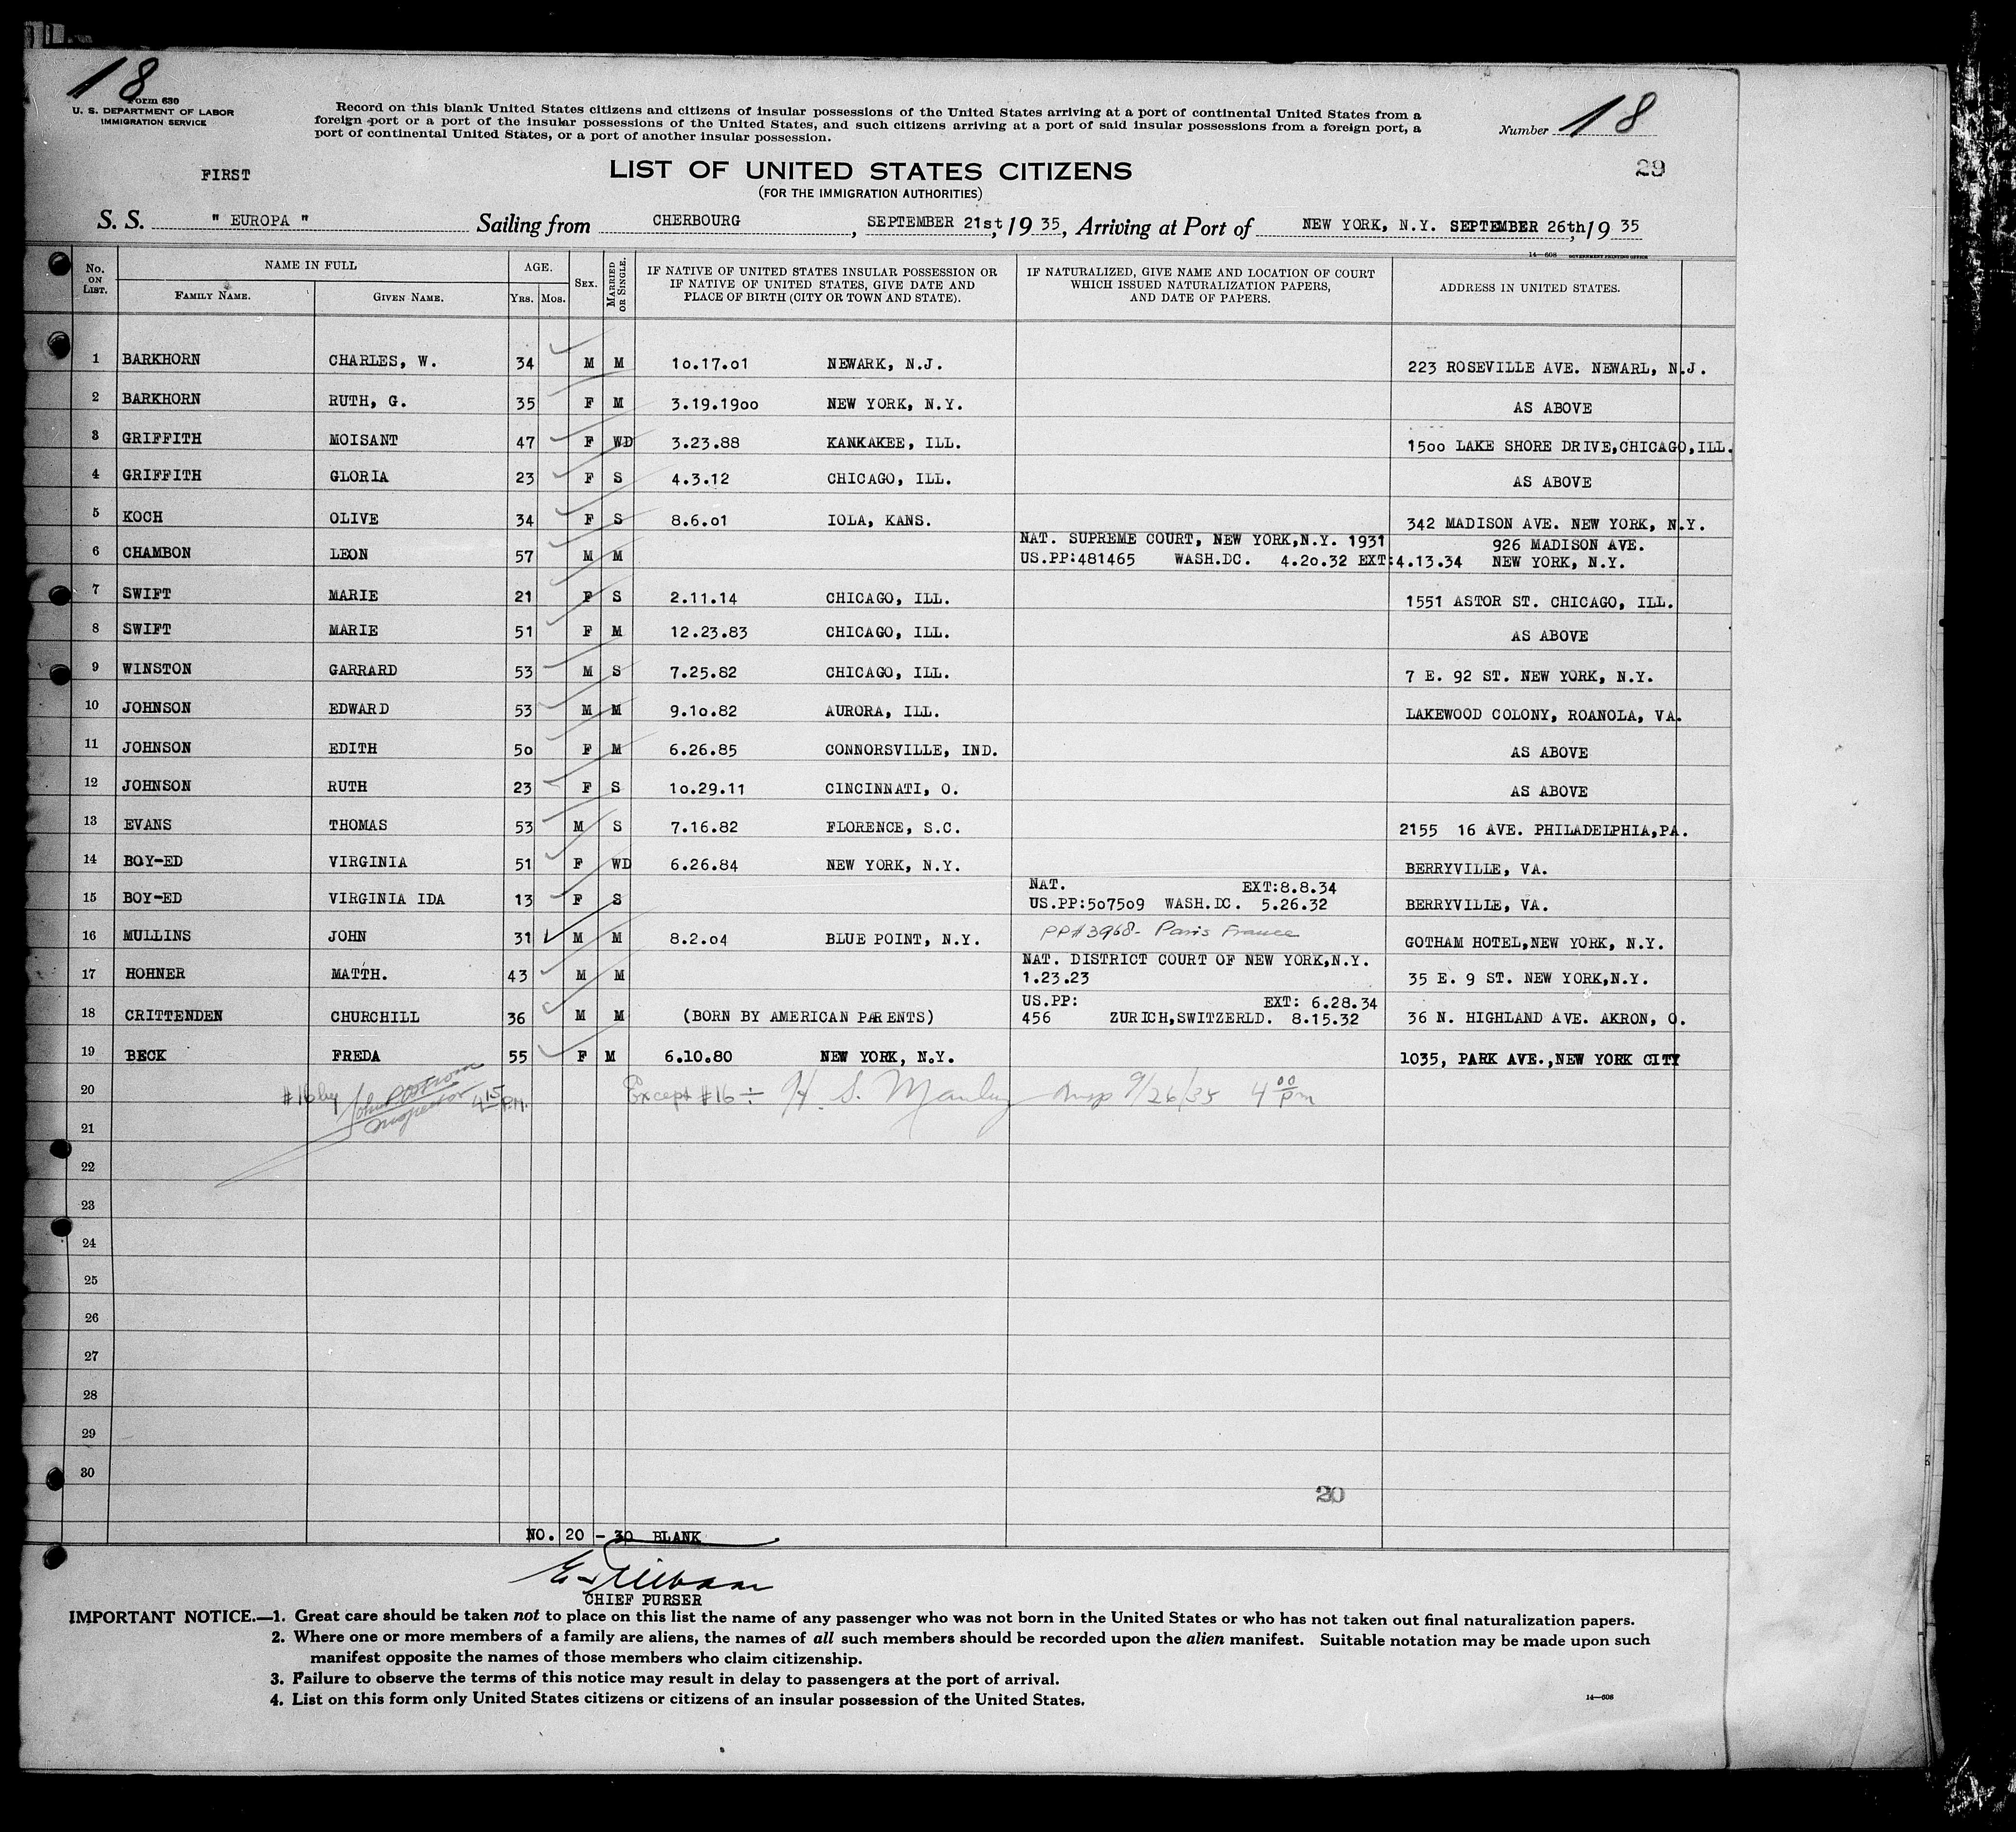 18
Form 630
U. S. DEPARTMENT OF LABOR
IMMIGRATION SERVICE
Record on this blank United States citizens and citizens of insular possessions of the United States arriving at a port of continental United States from a
foreign port or a port of the insular possessions of the United States, and such citizens arriving at a port of said insular possessions from a foreign port, a
port of continental United States, or a port of another insular possession.
Number 18
29
FIRST
LIST OF UNITED STATES CITIZENS
(FOR THE IMMIGRATION AUTHORITIES)
S. S. " EUROPA " Sailing from CHERBOURG, SEPTEMBER 21st, 19 35, Arriving at Port of NEW YORK, N.Y. SEPTEMBER 26th, 19 35
14—608 GOVERNMENT PRINTING OFFICE
No. ON LIST. NAME IN FULL FAMILY NAME. GIVEN NAME. AGE. YRS. MOS. SEX. MARRIED OR SINGLE. IF NATIVE OF UNITED STATES INSULAR POSSESSION OR IF NATIVE OF UNITED STATES, GIVE DATE AND PLACE OF BIRTH (CITY OR TOWN AND STATE). IF NATURALIZED, GIVE NAME AND LOCATION OF COURT WHICH ISSUED NATURALIZATION PAPERS, AND DATE OF PAPERS. ADDRESS IN UNITED STATES.
1 BARKHORN CHARLES, W. 34 M M 1o.17.o1 NEWARK, N.J. 223 ROSEVILLE AVE. NEWARL, N.J.
2 BARKHORN RUTH, G. 35 F M 3.19.19oo NEW YORK, N.Y. AS ABOVE
3 GRIFFITH MOISANT 47 F WD 3.23.88 KANKAKEE, ILL. 15oo LAKE SHORE DRIVE,CHICAGO,ILL.
4 GRIFFITH GLORIA 23 F S 4.3.12 CHICAGO, ILL. AS ABOVE
5 KOCH OLIVE 34 F S 8.6.o1 IOLA, KANS. 342 MADISON AVE. NEW YORK, N.Y.
6 CHAMBON LEON 57 M M NAT. SUPREME COURT, NEW YORK,N.Y. 1931 926 MADISON AVE.
US.PP:481465 WASH.DC. 4.2o.32 EXT:4.13.34 NEW YORK, N.Y.
7 SWIFT MARIE 21 F S 2.11.14 CHICAGO, ILL. 1551 ASTOR ST. CHICAGO, ILL.
8 SWIFT MARIE 51 F M 12.23.83 CHICAGO, ILL. AS ABOVE
9 WINSTON GARRARD 53 M S 7.25.82 CHICAGO, ILL. 7 E. 92 ST. NEW YORK, N.Y.
10 JOHNSON EDWARD 53 M M 9.1o.82 AURORA, ILL. LAKEWOOD COLONY, ROANOLA, VA.
11 JOHNSON EDITH 5o F M 6.26.85 CONNORSVILLE, IND. AS ABOVE
12 JOHNSON RUTH 23 F S 1o.29.11 CINCINNATI, O. AS ABOVE
13 EVANS THOMAS 53 M S 7.16.82 FLORENCE, S.C. 2155 16 AVE. PHILADELPHIA,PA.
14 BOY-ED VIRGINIA 51 F WD 6.26.84 NEW YORK, N.Y. BERRYVILLE, VA.
NAT. EXT:8.8.34
15 BOY-ED VIRGINIA IDA 13 F S US.PP:5o75o9 WASH.DC. 5.26.32 BERRYVILLE, VA.
16 MULLINS JOHN 31 M M 8.2.o4 BLUE POINT, N.Y. PP#3968- Paris France GOTHAM HOTEL,NEW YORK, N.Y.
NAT. DISTRICT COURT OF NEW YORK,N.Y.
17 HOHNER MATTH. 43 M M 1.23.23 35 E. 9 ST. NEW YORK,N.Y.
US.PP: EXT: 6.28.34
18 CRITTENDEN CHURCHILL 36 M M (BORN BY AMERICAN PARENTS) 456 ZURICH,SWITZERLD. 8.15.32 36 N. HIGHLAND AVE. AKRON, O.
19 BECK FREDA 55 F M 6.10.80 NEW YORK, N.Y. 1035, PARK AVE.,NEW YORK CITY
20 #16 by Inspector 4 15 P.M. Except #16 - H. S. Manley Insp 9/26/35 4 00 pm
21
22
23
24
25
26
27
28
29
30
20
NO. 20 - 30 BLANK
CHIEF PURSER
IMPORTANT NOTICE.—1. Great care should be taken not to place on this list the name of any passenger who was not born in the United States or who has not taken out final naturalization papers.
2. Where one or more members of a family are aliens, the names of all such members should be recorded upon the alien manifest. Suitable notation may be made upon such
manifest opposite the names of those members who claim citizenship.
3. Failure to observe the terms of this notice may result in delay to passengers at the port of arrival.
4. List on this form only United States citizens or citizens of an insular possession of the United States.
14—608